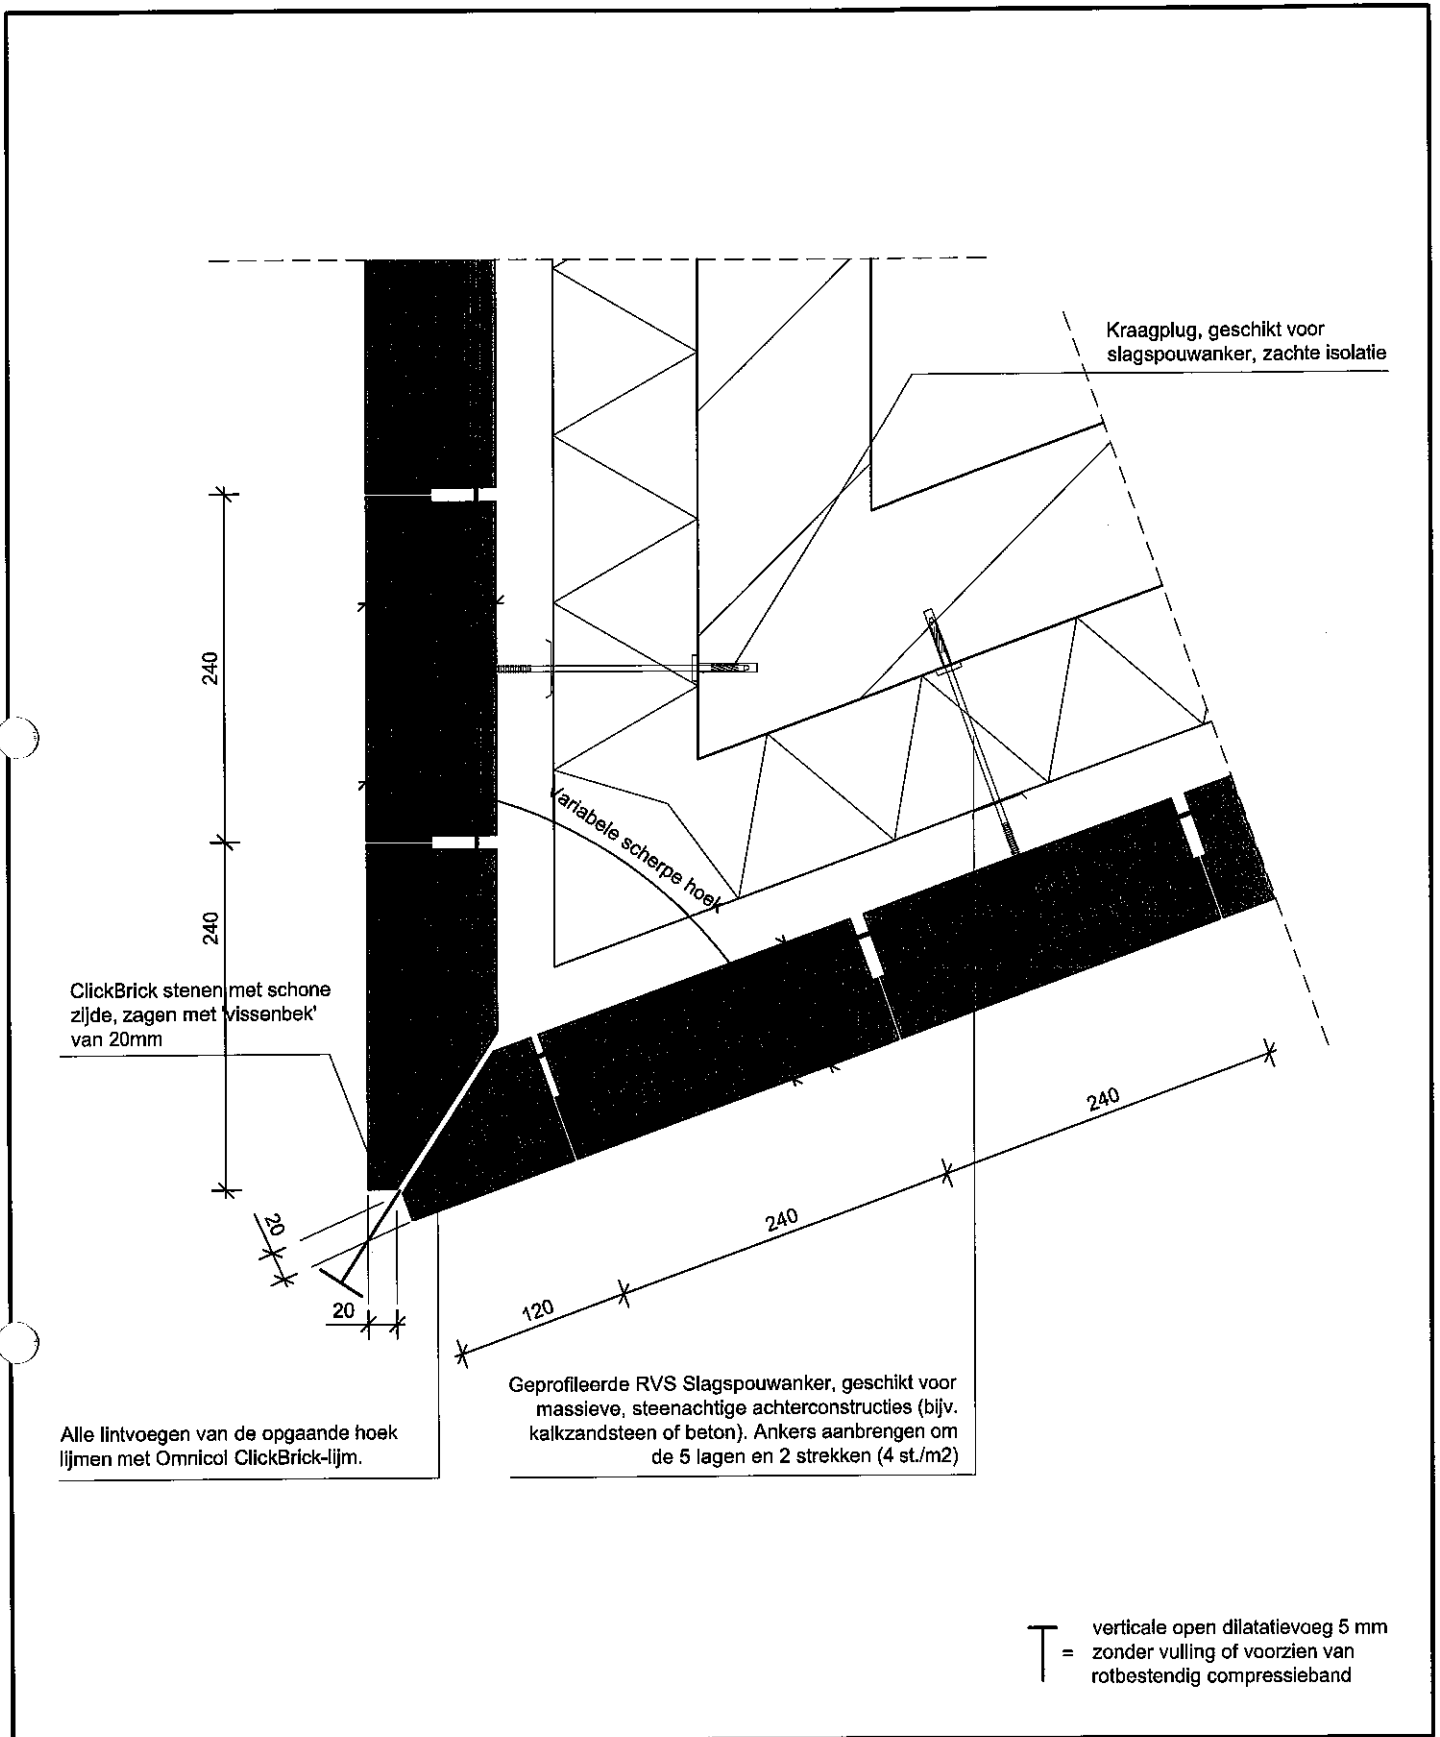 Kraagplug, geschikt voor
slagspouwanker, zachte isolatie
240
Variabele scherpe hoek
240
ClickBrick stenen met schone
zijde, zagen met 'vissenbek'
van 20mm
240
20
240
20
120
Geprofileerde RVS Slagspouwanker, geschikt voor
massieve, steenachtige achterconstructies (bijv.
kalkzandsteen of beton). Ankers aanbrengen om
de 5 lagen en 2 strekken (4 st./m2)
Alle lintvoegen van de opgaande hoek
lijmen met Omnicol ClickBrick-lijm.
verticale open dilatatievoeg 5 mm
= zonder vulling of voorzien van
rotbestendig compressieband